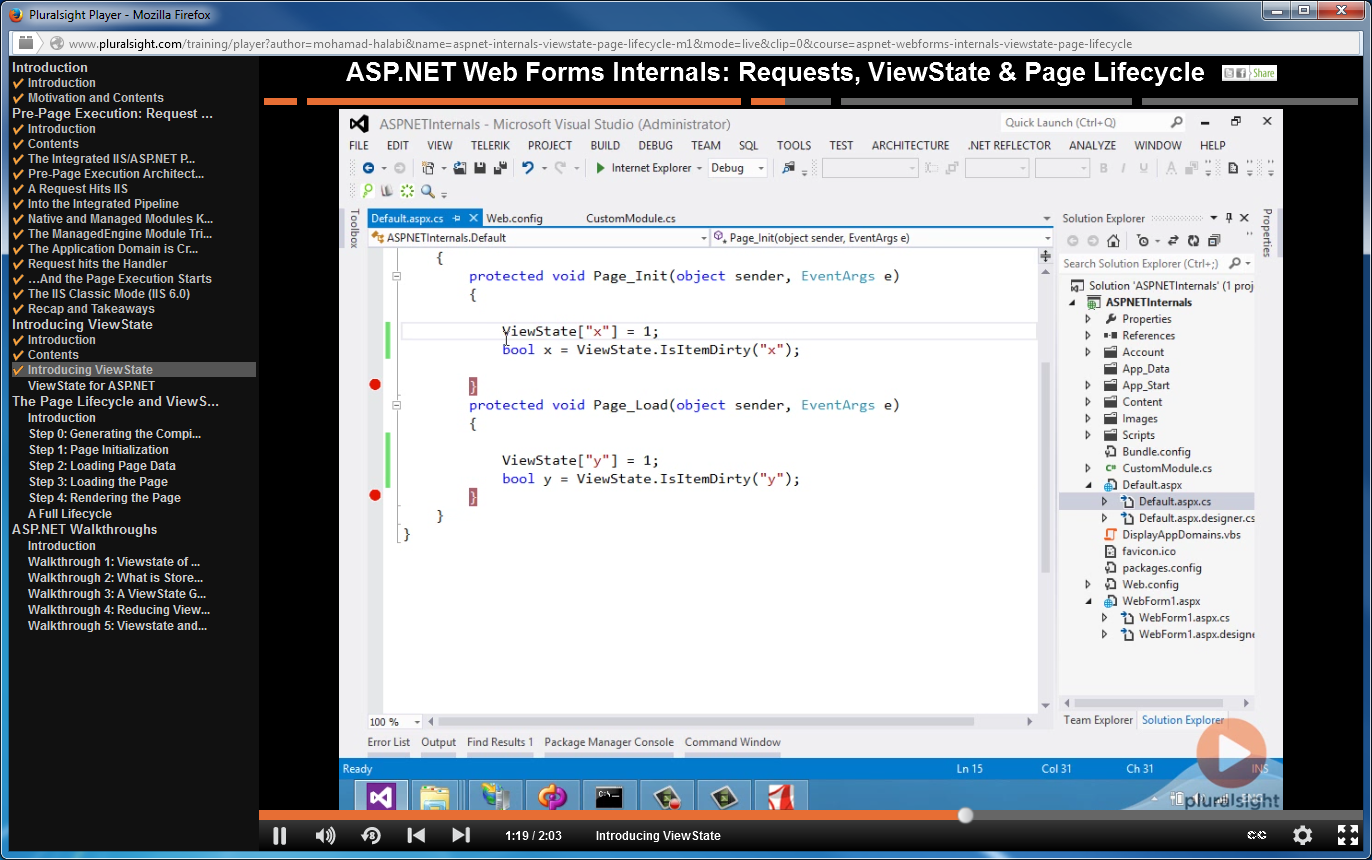 Pluralsight Player - Mozilla Firefox
www.pluralsight.com/training/player?author=mohamad-halabi&name=aspnet-internals-viewstate-page-lifecycle-m1&mode=live&clip=0&course=aspnet-webforms-internals-viewstate-page-lifecycle
Introduction
Introduction
Motivation and Contents
Pre-Page Execution: Request ...
Introduction
Contents
The Integrated IIS/ASP.NET P...
Pre-Page Execution Architect...
A Request Hits IIS
Into the Integrated Pipeline
Native and Managed Modules K...
The ManagedEngine Module Tri...
The Application Domain is Cr...
Request hits the Handler
...And the Page Execution Starts
The IIS Classic Mode (IIS 6.0)
Recap and Takeaways
Introducing ViewState
Introduction
Contents
Introducing ViewState
ViewState for ASP.NET
The Page Lifecycle and ViewS...
Introduction
Step 0: Generating the Compi...
Step 1: Page Initialization
Step 2: Loading Page Data
Step 3: Loading the Page
Step 4: Rendering the Page
A Full Lifecycle
ASP.NET Walkthroughs
Introduction
Walkthrough 1: Viewstate of ...
Walkthrough 2: What is Store...
Walkthrough 3: A ViewState G...
Walkthrough 4: Reducing View...
Walkthrough 5: Viewstate and...
ASP.NET Web Forms Internals: Requests, ViewState & Page Lifecycle
Share
ASPNETInternals - Microsoft Visual Studio (Administrator)
Quick Launch (Ctrl+Q)
FILE EDIT VIEW TELERIK PROJECT BUILD DEBUG TEAM SQL TOOLS TEST ARCHITECTURE .NET REFLECTOR ANALYZE WINDOW HELP
Internet Explorer Debug
Toolbox
Default.aspx.cs Web.config CustomModule.cs
ASPNETInternals.Default Page_Init(object sender, EventArgs e)
{
protected void Page_Init(object sender, EventArgs e)
{
ViewState["x"] = 1;
bool x = ViewState.IsItemDirty("x");
}
protected void Page_Load(object sender, EventArgs e)
{
ViewState["y"] = 1;
bool y = ViewState.IsItemDirty("y");
}
}
}
100 %
Solution Explorer
Properties
Search Solution Explorer (Ctrl+;)
Solution 'ASPNETInternals' (1 proj
ASPNETInternals
Properties
References
Account
App_Data
App_Start
Content
Images
Scripts
Bundle.config
CustomModule.cs
Default.aspx
Default.aspx.cs
Default.aspx.designer.cs
DisplayAppDomains.vbs
favicon.ico
packages.config
Web.config
WebForm1.aspx
WebForm1.aspx.cs
WebForm1.aspx.designe
Team Explorer Solution Explorer
Error List Output Find Results 1 Package Manager Console Command Window
Ready Ln 15 Col 31 Ch 31 INS
pluralsight
1:19 / 2:03 Introducing ViewState
CC